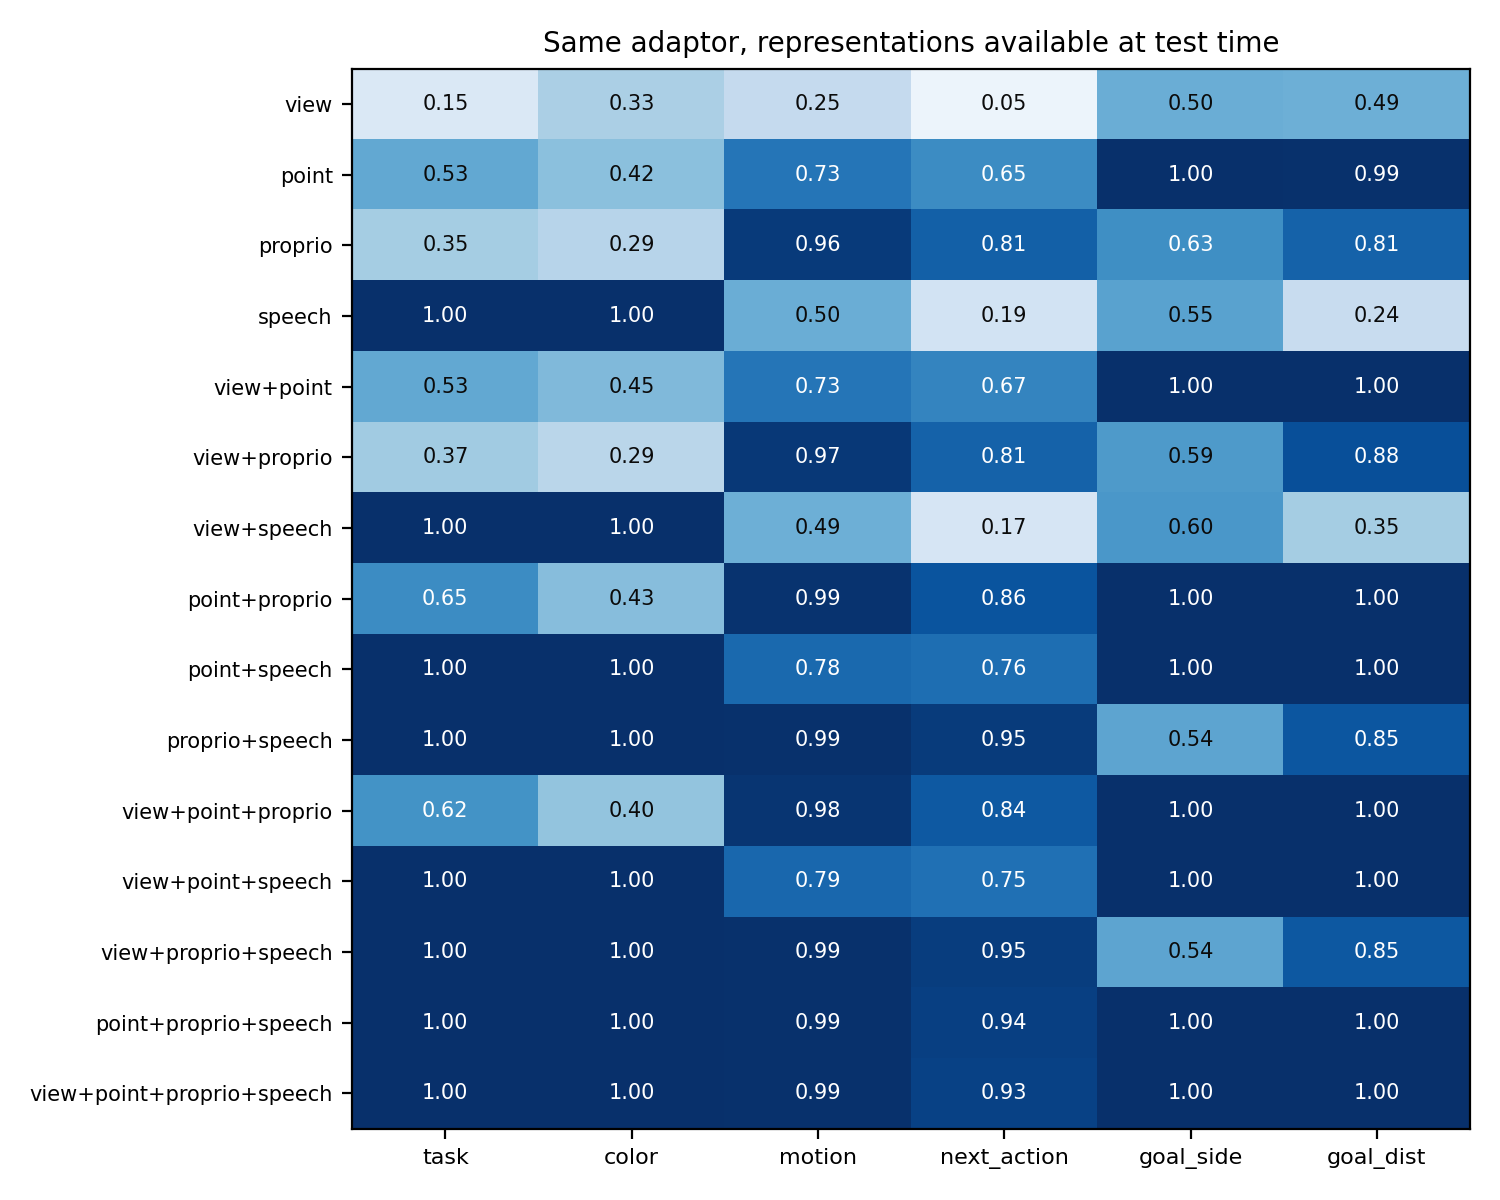 Same adaptor, representations available at test time
view 0.15 0.33 0.25 0.05 0.50 0.49
point 0.53 0.42 0.73 0.65 1.00 0.99
proprio 0.35 0.29 0.96 0.81 0.63 0.81
speech 1.00 1.00 0.50 0.19 0.55 0.24
view+point 0.53 0.45 0.73 0.67 1.00 1.00
view+proprio 0.37 0.29 0.97 0.81 0.59 0.88
view+speech 1.00 1.00 0.49 0.17 0.60 0.35
point+proprio 0.65 0.43 0.99 0.86 1.00 1.00
point+speech 1.00 1.00 0.78 0.76 1.00 1.00
proprio+speech 1.00 1.00 0.99 0.95 0.54 0.85
view+point+proprio 0.62 0.40 0.98 0.84 1.00 1.00
view+point+speech 1.00 1.00 0.79 0.75 1.00 1.00
view+proprio+speech 1.00 1.00 0.99 0.95 0.54 0.85
point+proprio+speech 1.00 1.00 0.99 0.94 1.00 1.00
view+point+proprio+speech 1.00 1.00 0.99 0.93 1.00 1.00
task color motion next_action goal_side goal_dist